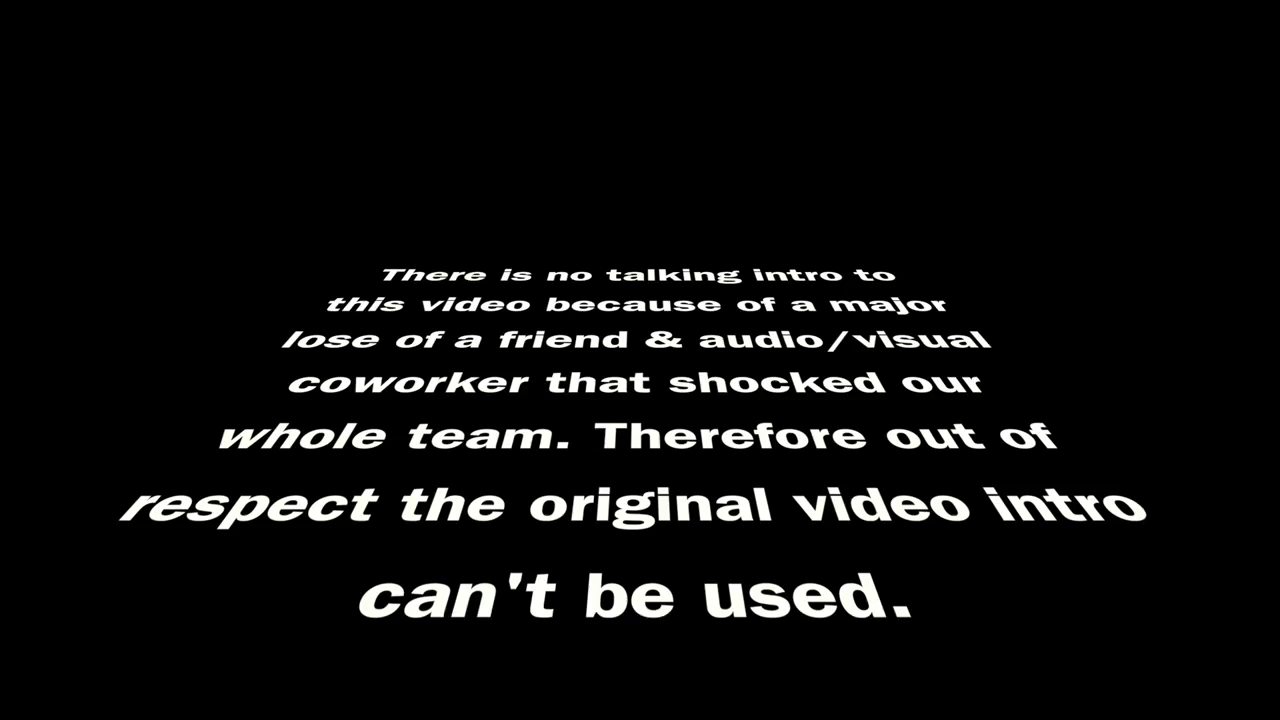 There is no talking intro to
this video because of a major
lose of a friend & audio/visual
coworker that shocked our
whole team. Therefore out of
respect the original video intro
can't be used.